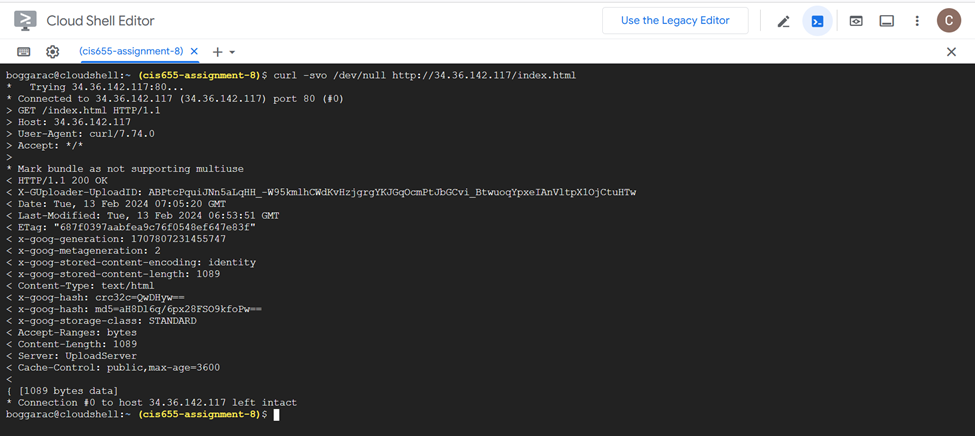 Cloud Shell Editor
Use the Legacy Editor
C
(cis655-assignment-8)
boggarac@cloudshell:~ (cis655-assignment-8)$ curl -svo /dev/null http://34.36.142.117/index.html
*   Trying 34.36.142.117:80...
* Connected to 34.36.142.117 (34.36.142.117) port 80 (#0)
> GET /index.html HTTP/1.1
> Host: 34.36.142.117
> User-Agent: curl/7.74.0
> Accept: */*
>
* Mark bundle as not supporting multiuse
< HTTP/1.1 200 OK
< X-GUploader-UploadID: ABPtcPquiJNn5aLqHH_-W95kmlhCWdKvHzjgrgYKJGqOcmPtJbGCvi_BtwuoqYpxeIAnVltpX1OjCtuHTw
< Date: Tue, 13 Feb 2024 07:05:20 GMT
< Last-Modified: Tue, 13 Feb 2024 06:53:51 GMT
< ETag: "687f0397aabfea9c76f0548ef647e83f"
< x-goog-generation: 1707807231455747
< x-goog-metageneration: 2
< x-goog-stored-content-encoding: identity
< x-goog-stored-content-length: 1089
< Content-Type: text/html
< x-goog-hash: crc32c=QwDHyw==
< x-goog-hash: md5=aH8Dl6q/6px28FSO9kfoPw==
< x-goog-storage-class: STANDARD
< Accept-Ranges: bytes
< Content-Length: 1089
< Server: UploadServer
< Cache-Control: public,max-age=3600
<
{ [1089 bytes data]
* Connection #0 to host 34.36.142.117 left intact
boggarac@cloudshell:~ (cis655-assignment-8)$